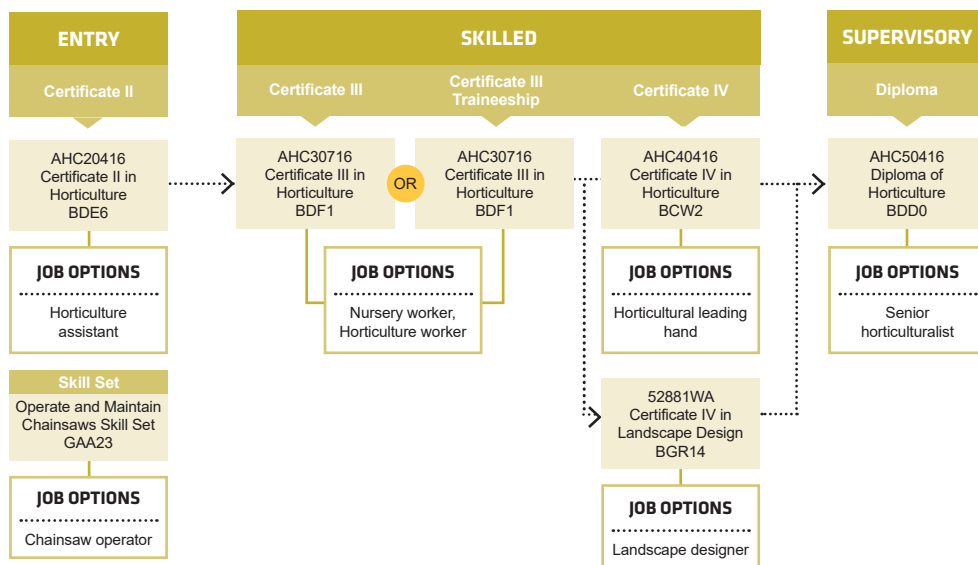 ENTRY
SKILLED
SUPERVISORY
Certificate II
Certificate III
Certificate III
Traineeship
Certificate IV
Diploma
AHC20416
Certificate II in
Horticulture
BDE6
AHC30716
Certificate III in
Horticulture
BDF1
OR
AHC30716
Certificate III in
Horticulture
BDF1
AHC40416
Certificate IV in
Horticulture
BCW2
AHC50416
Diploma of
Horticulture
BDD0
JOB OPTIONS
Horticulture
assistant
JOB OPTIONS
Nursery worker,
Horticulture worker
JOB OPTIONS
Horticultural leading
hand
JOB OPTIONS
Senior
horticulturalist
Skill Set
Operate and Maintain
Chainsaws Skill Set
GAA23
JOB OPTIONS
Chainsaw operator
52881WA
Certificate IV in
Landscape Design
BGR14
JOB OPTIONS
Landscape designer